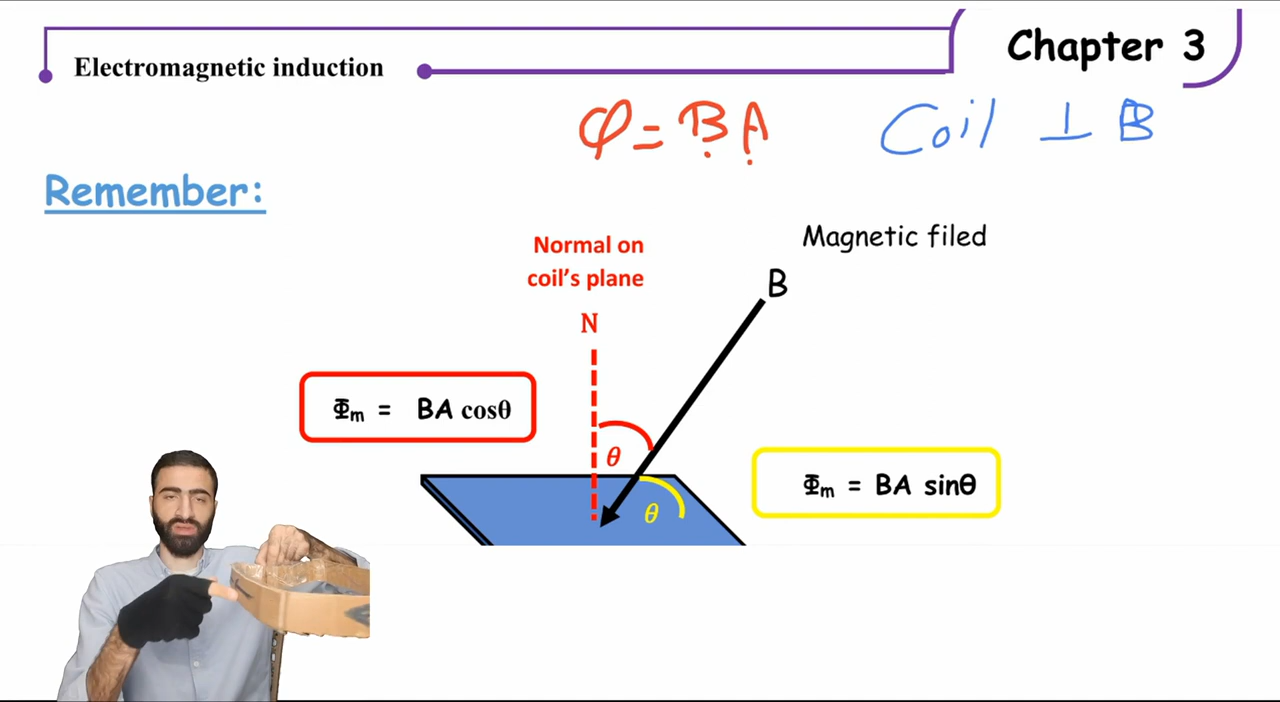 Electromagnetic induction
Chapter 3
φ = BA
Coil ⊥ B
Remember:
Normal on
coil's plane
N
Magnetic filed
B
Φm = BA cosθ
θ
θ
Φm = BA sinθ